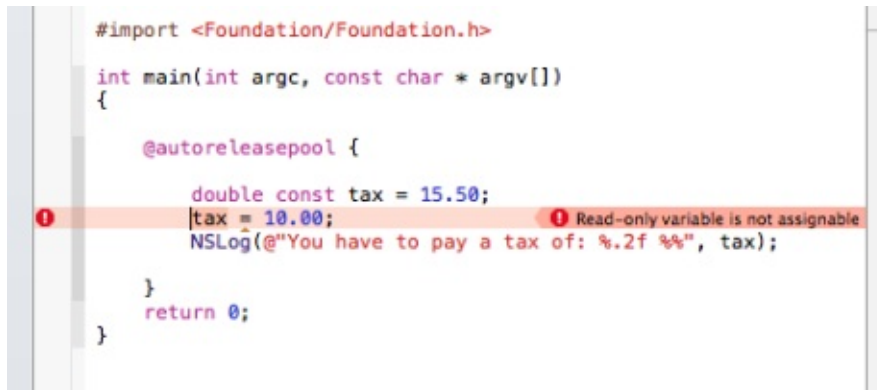 #import <Foundation/Foundation.h>
int main(int argc, const char * argv[])
{
@autoreleasepool {
double const tax = 15.50;
tax = 10.00; Read-only variable is not assignable
NSLog(@"You have to pay a tax of: %.2f %%", tax);
}
return 0;
}